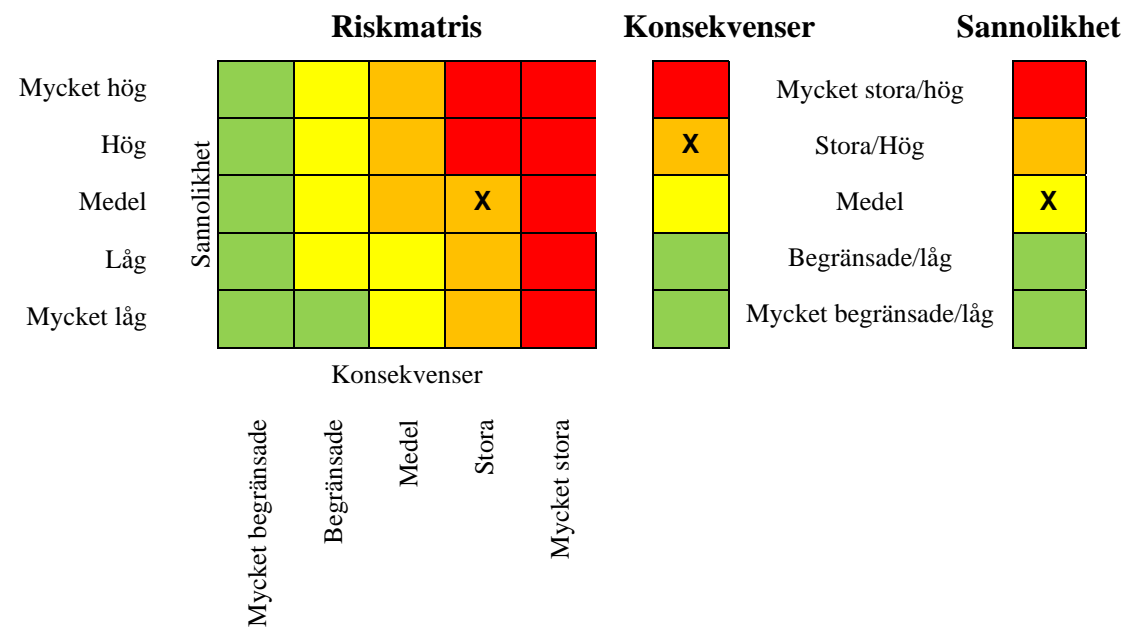 Riskmatris Konsekvenser Sannolikhet
Mycket hög Mycket stora/hög
Hög X Stora/Hög
Sannolikhet
Medel X Medel X
Låg Begränsade/låg
Mycket låg Mycket begränsade/låg
Konsekvenser
Mycket begränsade
Begränsade
Medel
Stora
Mycket stora